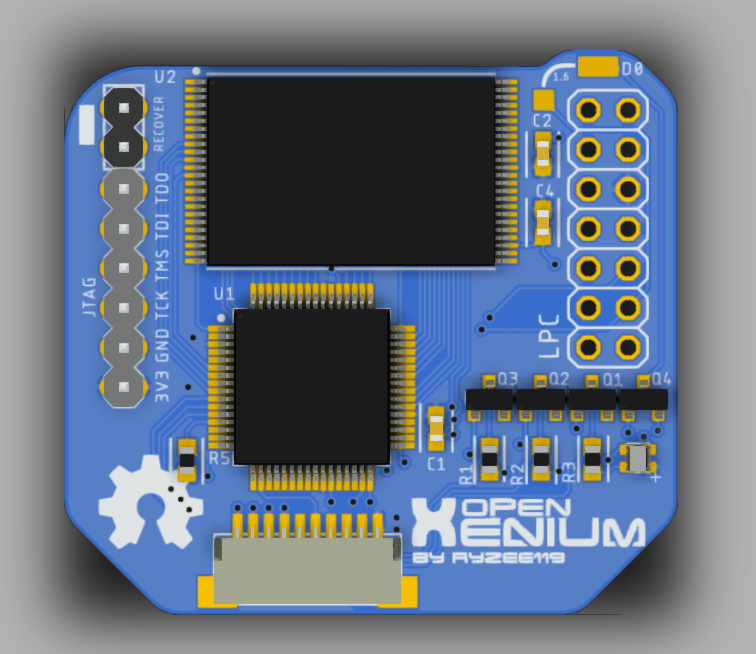 U2
D0
1.6
RECOVER
C2
C4
JTAG
3V3 GND TCK TMS TDI TDO
U1
LPC
Q3
Q2
Q1
Q4
R5
C1
R1
R2
R3
+
OPEN
XENIUM
BY RYZEE119